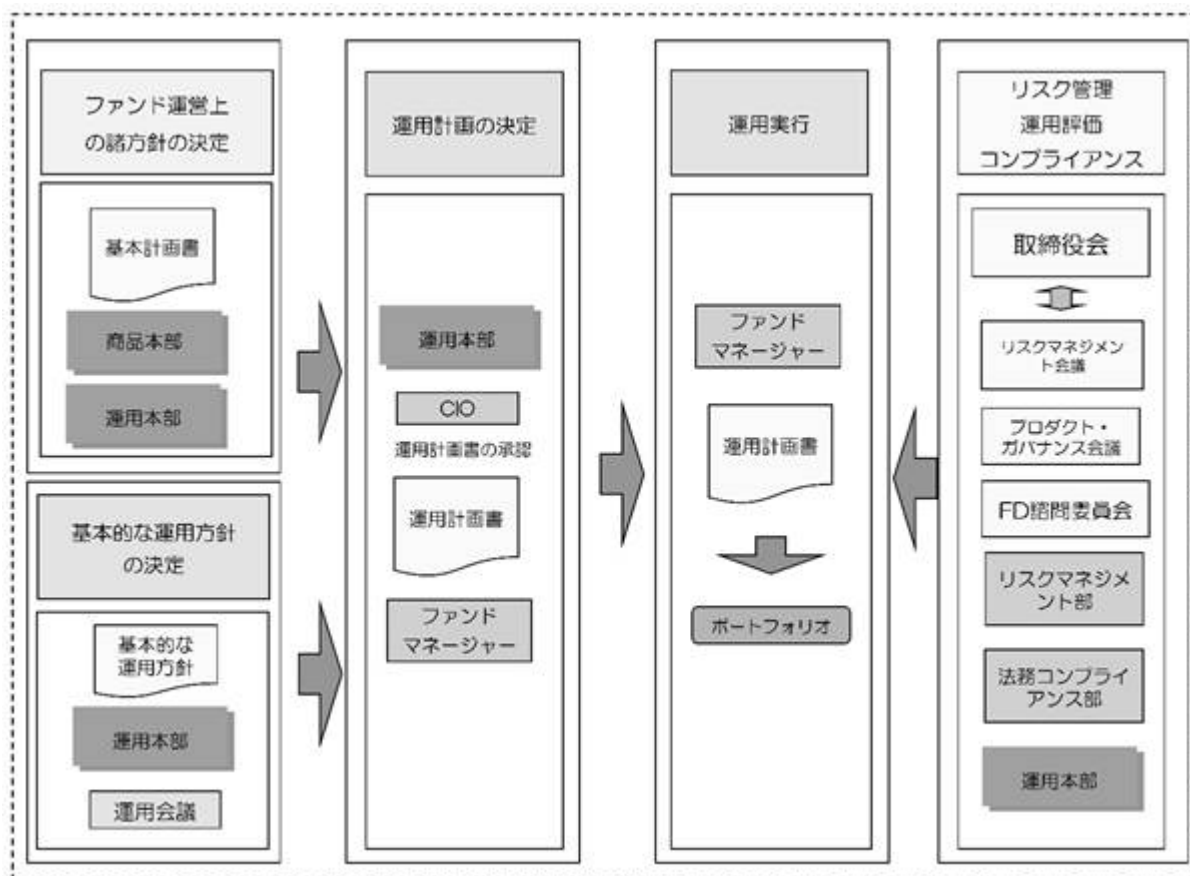 ファンド運営上
の諸方針の決定
基本計画書
商品本部
運用本部
基本的な運用方針
の決定
基本的な
運用方針
運用本部
運用会議
運用計画の決定
運用本部
CIO
運用計画書の承認
運用計画書
ファンド
マネージャー
運用実行
ファンド
マネージャー
運用計画書
ポートフォリオ
リスク管理
運用評価
コンプライアンス
取締役会
リスクマネジメン
ト会議
プロダクト・
ガバナンス会議
FD諮問委員会
リスクマネジメ
ント部
法務コンプライ
アンス部
運用本部